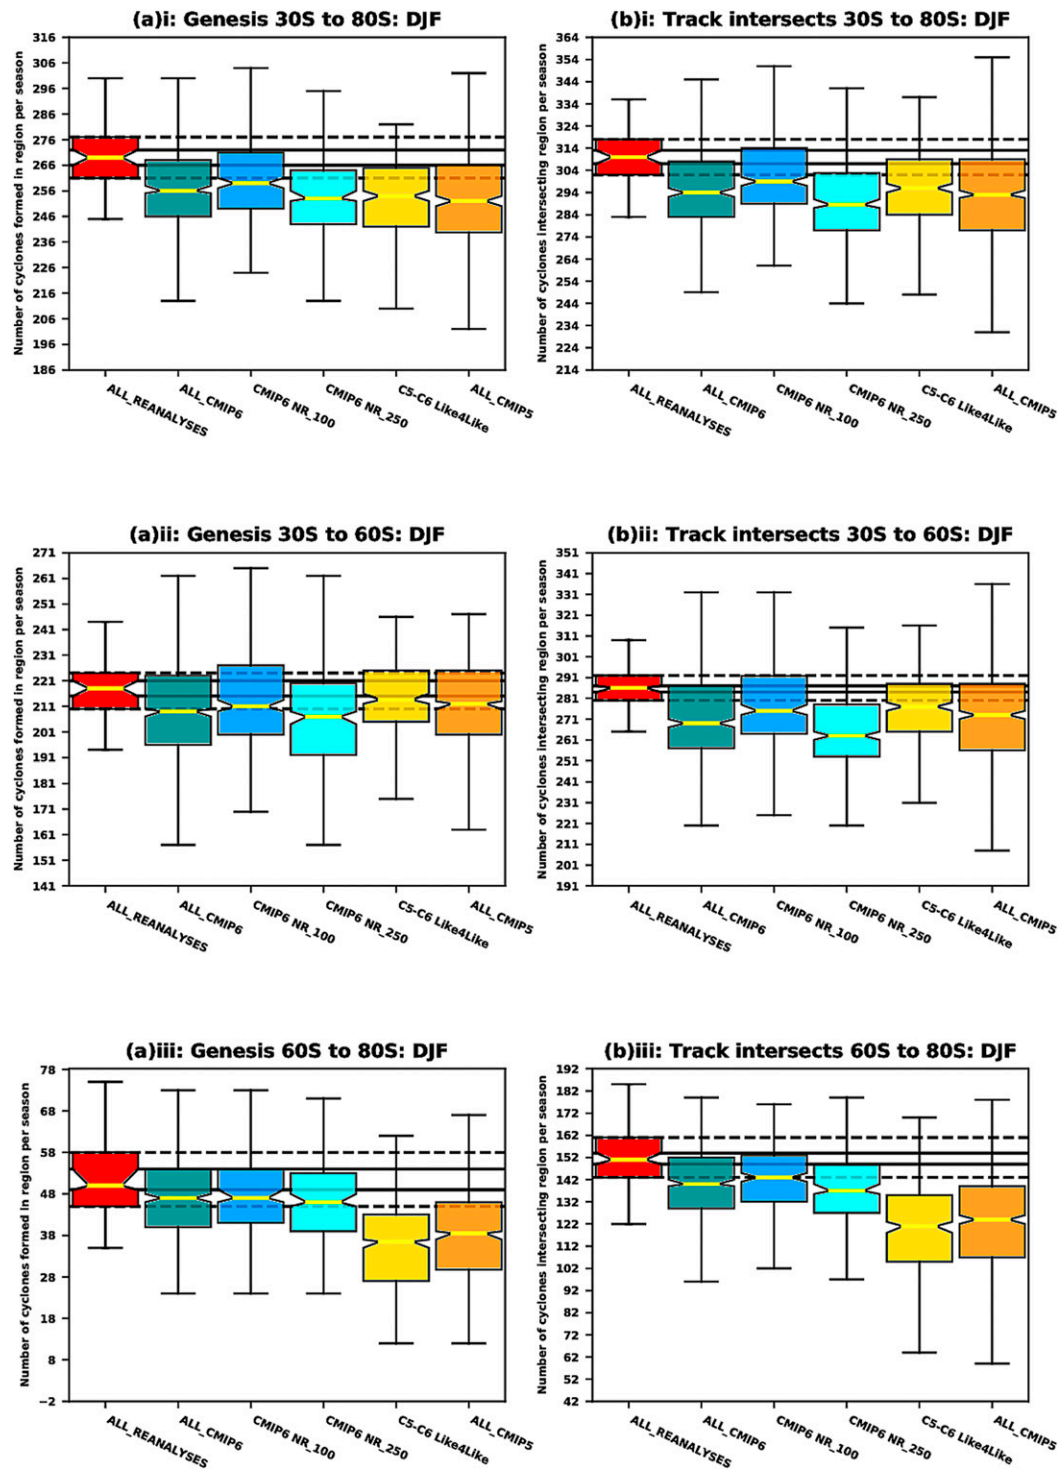 (a)i: Genesis 30S to 80S: DJF
Number of cyclones formed in region per season
316
306
296
286
276
266
256
246
236
226
216
206
196
186
ALL_REANALYSES
ALL_CMIP6
CMIP6 NR_100
CMIP6 NR_250
C5-C6 Like4Like
ALL_CMIP5
(b)i: Track intersects 30S to 80S: DJF
Number of cyclones intersecting region per season
364
354
344
334
324
314
304
294
284
274
264
254
244
234
224
214
ALL_REANALYSES
ALL_CMIP6
CMIP6 NR_100
CMIP6 NR_250
C5-C6 Like4Like
ALL_CMIP5
(a)ii: Genesis 30S to 60S: DJF
Number of cyclones formed in region per season
271
261
251
241
231
221
211
201
191
181
171
161
151
141
ALL_REANALYSES
ALL_CMIP6
CMIP6 NR_100
CMIP6 NR_250
C5-C6 Like4Like
ALL_CMIP5
(b)ii: Track intersects 30S to 60S: DJF
Number of cyclones intersecting region per season
351
341
331
321
311
301
291
281
271
261
251
241
231
221
211
201
191
ALL_REANALYSES
ALL_CMIP6
CMIP6 NR_100
CMIP6 NR_250
C5-C6 Like4Like
ALL_CMIP5
(a)iii: Genesis 60S to 80S: DJF
Number of cyclones formed in region per season
78
68
58
48
38
28
18
8
−2
ALL_REANALYSES
ALL_CMIP6
CMIP6 NR_100
CMIP6 NR_250
C5-C6 Like4Like
ALL_CMIP5
(b)iii: Track intersects 60S to 80S: DJF
Number of cyclones intersecting region per season
192
182
172
162
152
142
132
122
112
102
92
82
72
62
52
42
ALL_REANALYSES
ALL_CMIP6
CMIP6 NR_100
CMIP6 NR_250
C5-C6 Like4Like
ALL_CMIP5